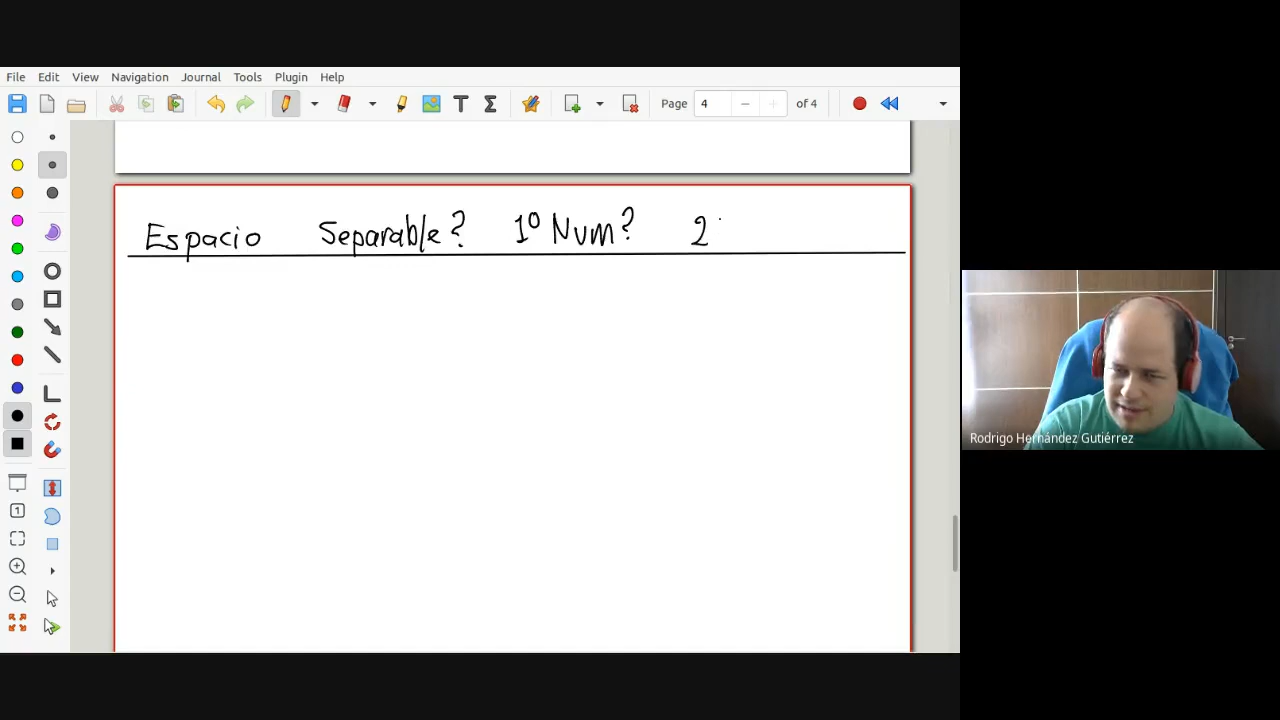 File Edit View Navigation Journal Tools Plugin Help
Page 4 of 4
Espacio Separable? 1º Num? 2
Rodrigo Hernández Gutiérrez